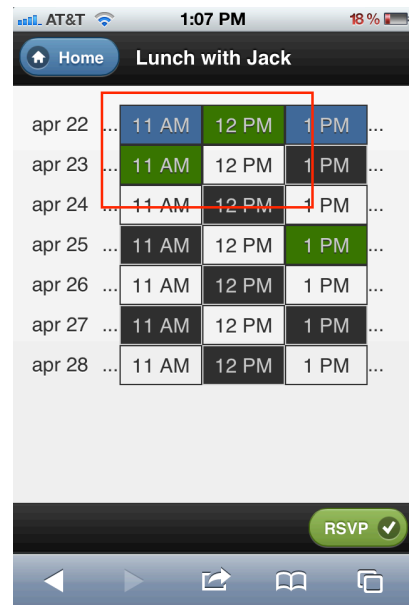 AT&T 1:07 PM 18 %
Home Lunch with Jack
apr 22 ... 11 AM 12 PM 1 PM ...
apr 23 ... 11 AM 12 PM 1 PM ...
apr 24 ... 11 AM 12 PM 1 PM ...
apr 25 ... 11 AM 12 PM 1 PM ...
apr 26 ... 11 AM 12 PM 1 PM ...
apr 27 ... 11 AM 12 PM 1 PM ...
apr 28 ... 11 AM 12 PM 1 PM ...
RSVP